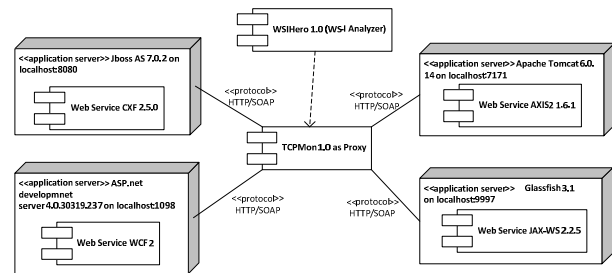 WSIHero 1.0 (WS-I Analyzer)
<<application server>> Jboss AS 7.0.2 on
localhost:8080
Web Service CXF 2.5.0
<<protocol>>
HTTP/SOAP
<<protocol>>
HTTP/SOAP
<<application server>> Apache Tomcat 6.0.
14 on localhost:7171
Web Service AXIS2 1.6-1
TCPMon 1.0 as Proxy
<<application server>> ASP.net
developmnet
server 4.0.30319.237 on localhost:1098
Web Service WCF 2
<<protocol>>
HTTP/SOAP
<<protocol>>
HTTP/SOAP
<<application server>> Glassfish 3.1
on localhost:9997
Web Service JAX-WS 2.2.5